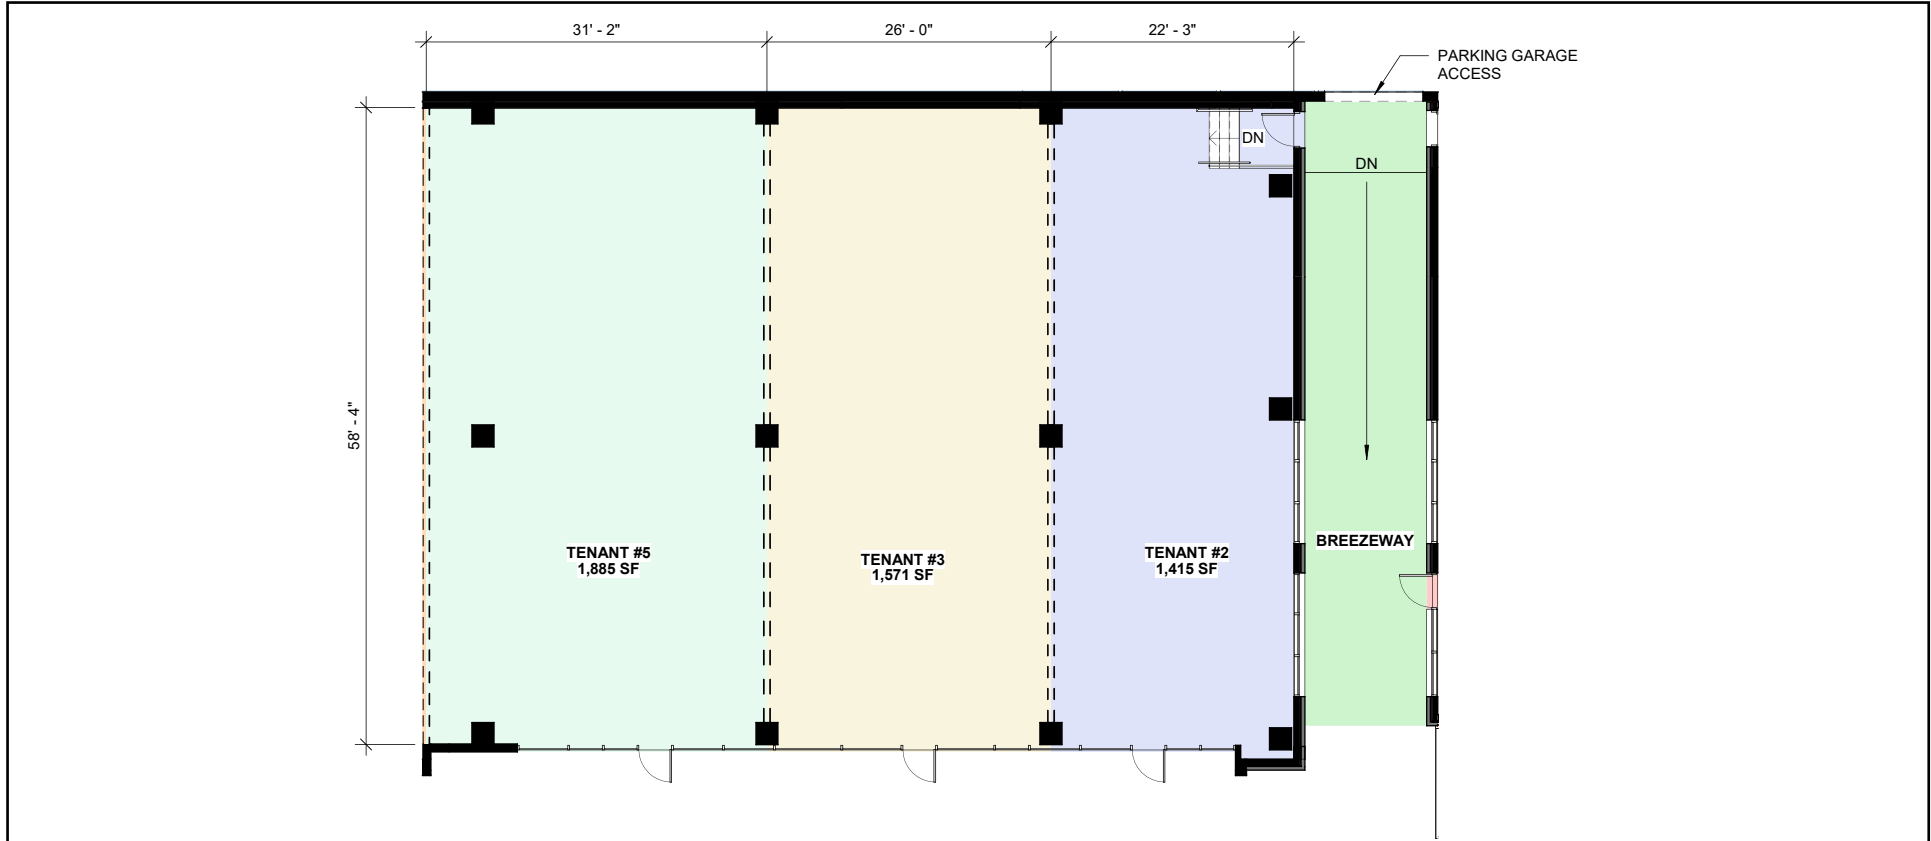 31' - 2"
26' - 0"
22' - 3"
PARKING GARAGE
ACCESS
DN
DN
58' - 4"
BREEZEWAY
TENANT #5
1,885 SF
TENANT #3
1,571 SF
TENANT #2
1,415 SF